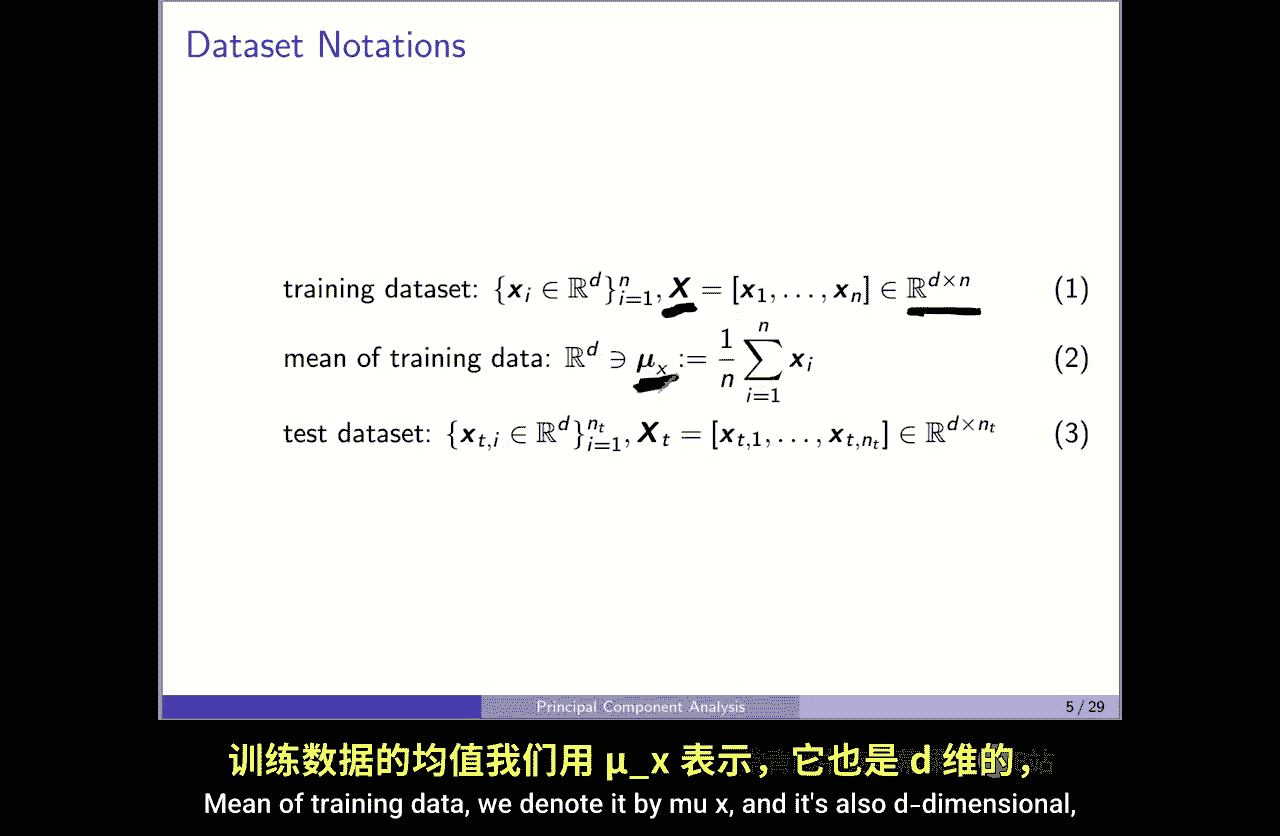 Dataset Notations
training dataset: {x_i ∈ ℝ^d}_{i=1}^n, X = [x_1, …, x_n] ∈ ℝ^{d×n} (1)
mean of training data: ℝ^d ∋ μ_x := \frac{1}{n} \sum_{i=1}^{n} x_i (2)
test dataset: {x_{t,i} ∈ ℝ^d}_{i=1}^{n_t}, X_t = [x_{t,1}, …, x_{t,n_t}] ∈ ℝ^{d×n_t} (3)
Principal Component Analysis 5 / 29
训练数据的均值我们用 μ_x 表示，它也是 d 维的，
Mean of training data, we denote it by mu x, and it's also d-dimensional,